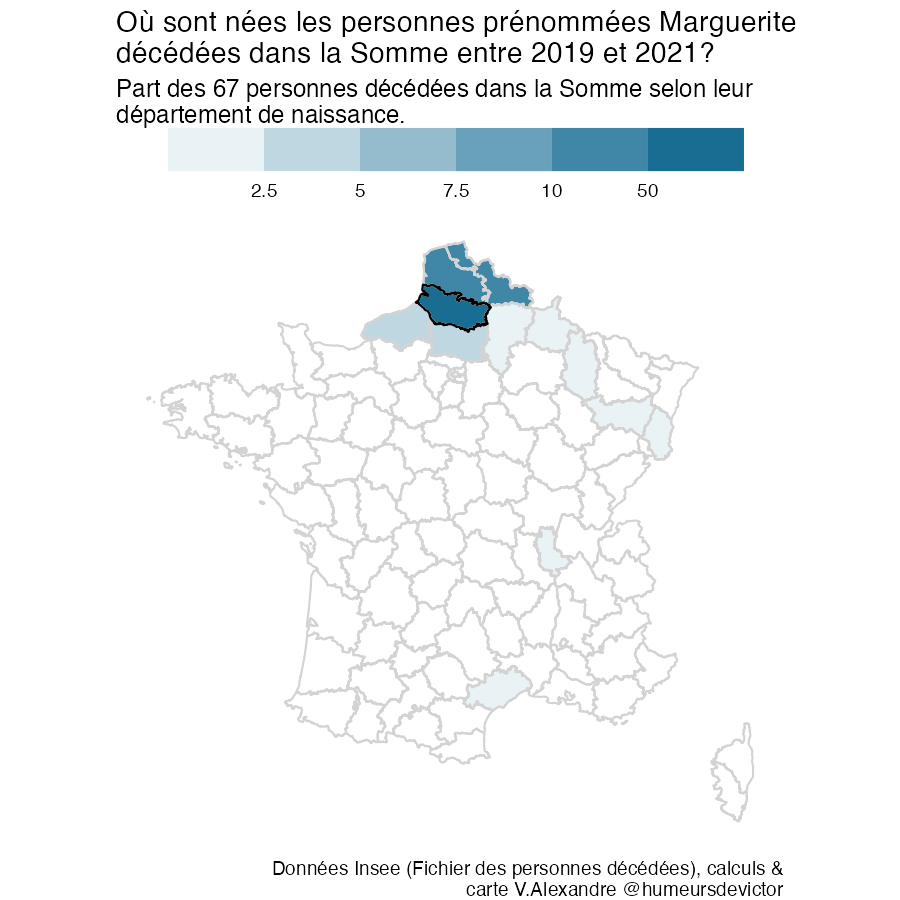 Où sont nées les personnes prénommées Marguerite
décédées dans la Somme entre 2019 et 2021?
Part des 67 personnes décédées dans la Somme selon leur
département de naissance.
2.5 5 7.5 10 50
Données Insee (Fichier des personnes décédées), calculs &
carte V.Alexandre @humeursdevictor